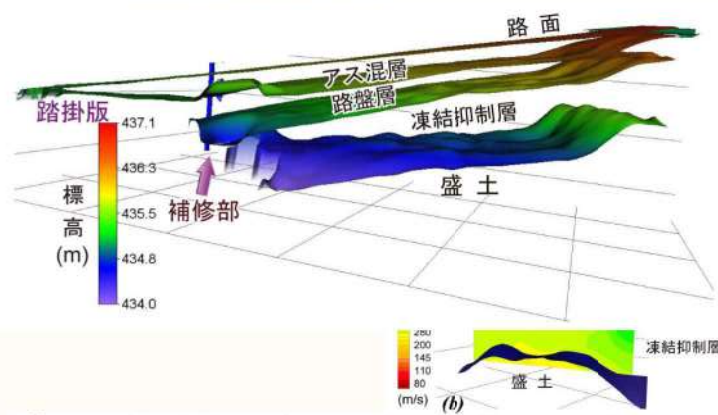 路面
アス混層
路盤層
踏掛版
凍結抑制層
盛土
補修部
標高(m)
437.1
436.3
435.5
434.8
434.0
280
200
145
110
80
(m/s)
(b)
凍結抑制層
盛土